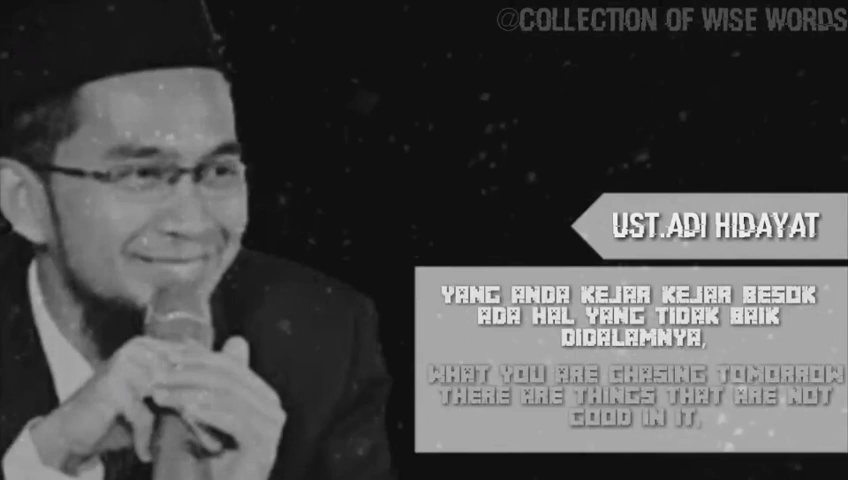 @COLLECTION OF WISE WORDS
UST.ADI HIDAYAT
YANG ANDA KEJAR KEJAR BESOK
ADA HAL YANG TIDAK BAIK
DIDALAMNYA,
WHAT YOU ARE CHASING TOMORROW
THERE ARE THINGS THAT ARE NOT
GOOD IN IT.